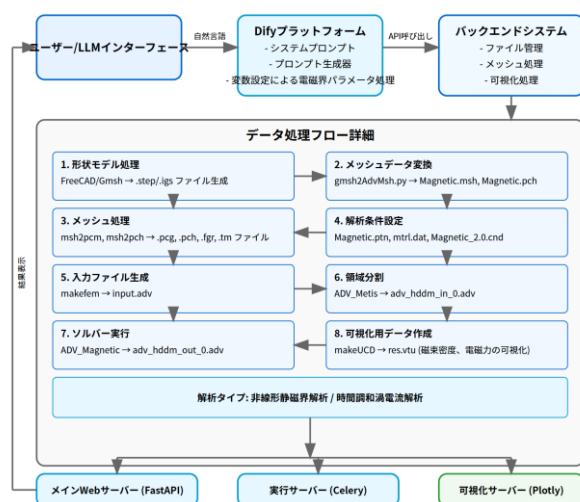 ユーザー/LLMインターフェース
自然言語
Difyプラットフォーム
- システムプロンプト
- プロンプト生成器
- 変数設定による電磁界パラメータ処理
API呼び出し
バックエンドシステム
- ファイル管理
- メッシュ処理
- 可視化処理
データ処理フロー詳細
1. 形状モデル処理
FreeCAD/Gmsh → .step/.igs ファイル生成
2. メッシュデータ変換
gmsh2AdvMsh.py → Magnetic.msh, Magnetic.pch
3. メッシュ処理
msh2pcm, msh2pch → .pcg, .pch, .fgr, .tm ファイル
4. 解析条件設定
Magnetic.ptn, mtrl.dat, Magnetic_2.0.cnd
5. 入力ファイル生成
makefem → input.adv
6. 領域分割
ADV_Metis → adv_hddm_in_0.adv
7. ソルバー実行
ADV_Magnetic → adv_hddm_out_0.adv
8. 可視化用データ作成
makeUCD → res.vtu (磁束密度、電磁力の可視化)
解析タイプ: 非線形静磁界解析 / 時間調和渦電流解析
結果表示
メインWebサーバー (FastAPI)
実行サーバー (Celery)
可視化サーバー (Plotly)